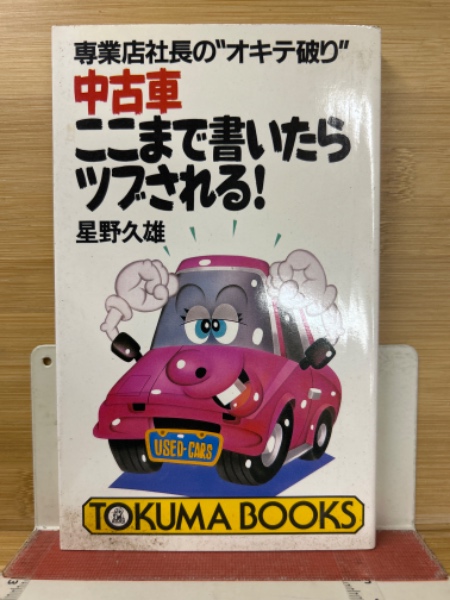 専業店社長の“オキテ破り”
中古車
ここまで書いたら
ツブされる!
星野久雄
USED-CARS
TOKUMA BOOKS